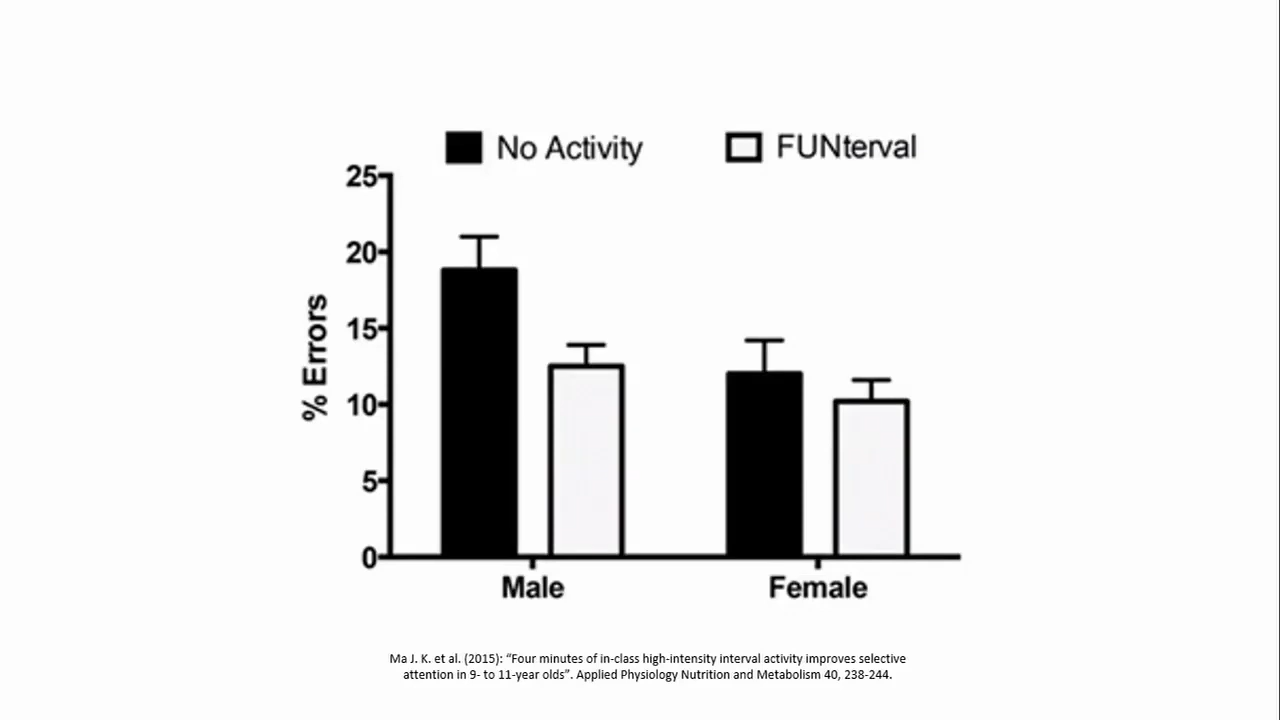 No Activity FUNterval
25
20
15
10
5
0
% Errors
Male Female
Ma J. K. et al. (2015): “Four minutes of in-class high-intensity interval activity improves selective
attention in 9- to 11-year olds”. Applied Physiology Nutrition and Metabolism 40, 238-244.